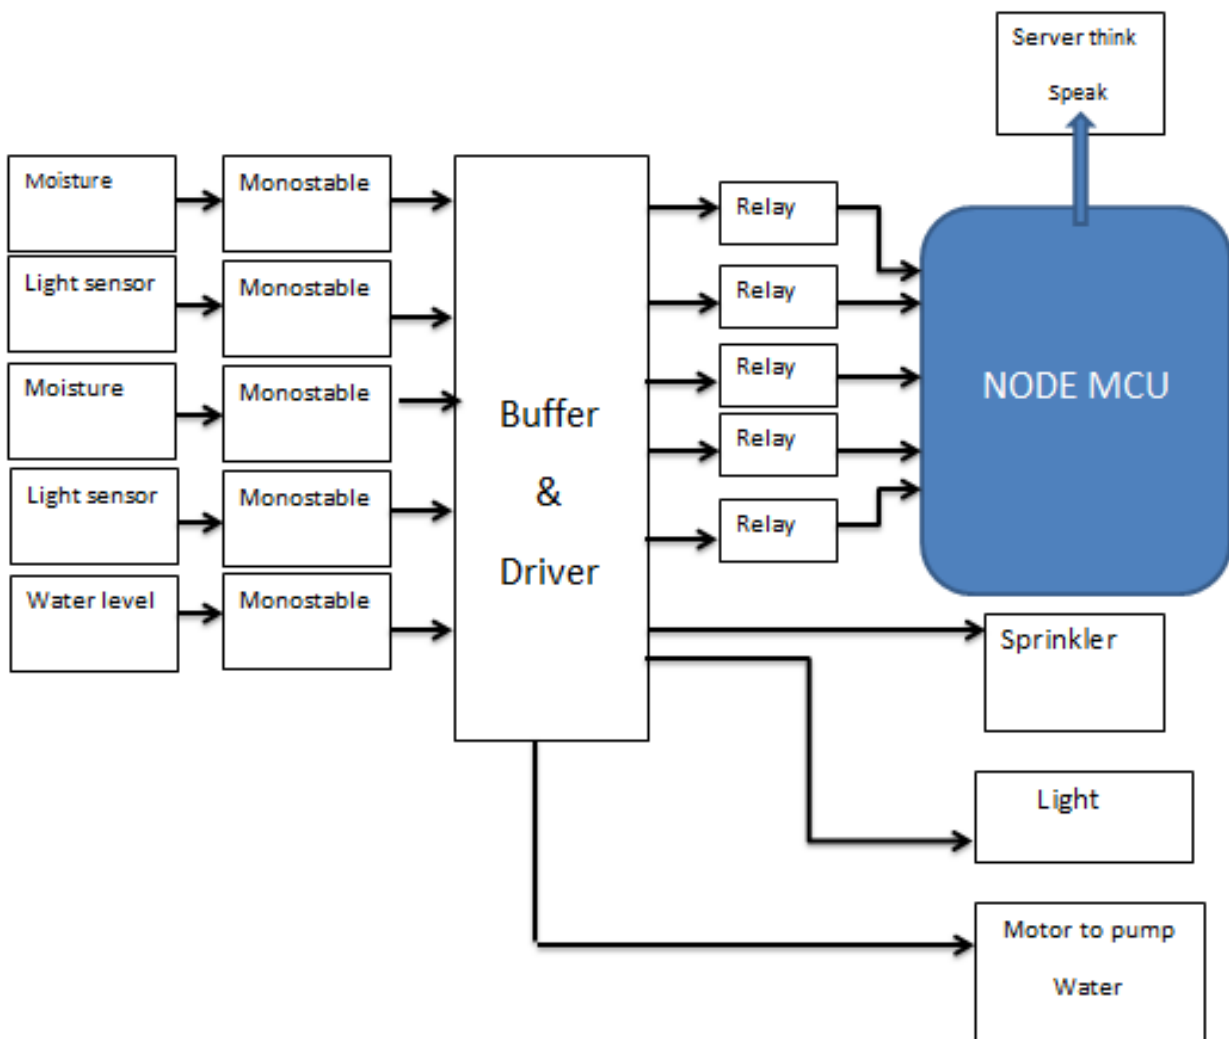 Server think
Speak
Moisture
Monostable
Relay
Light sensor
Monostable
Relay
Moisture
Monostable
Relay
Light sensor
Monostable
Relay
Water level
Monostable
Relay
Buffer
&
Driver
NODE MCU
Sprinkler
Light
Motor to pump
Water